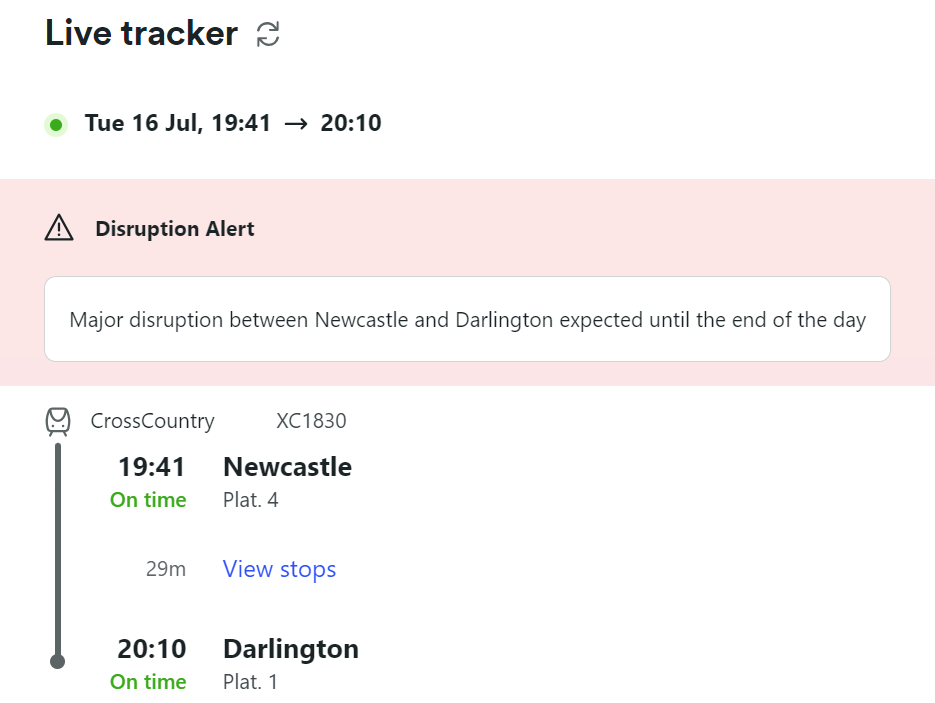 Live tracker
Tue 16 Jul, 19:41 → 20:10
Disruption Alert
Major disruption between Newcastle and Darlington expected until the end of the day
CrossCountry XC1830
19:41 Newcastle
On time Plat. 4
29m View stops
20:10 Darlington
On time Plat. 1